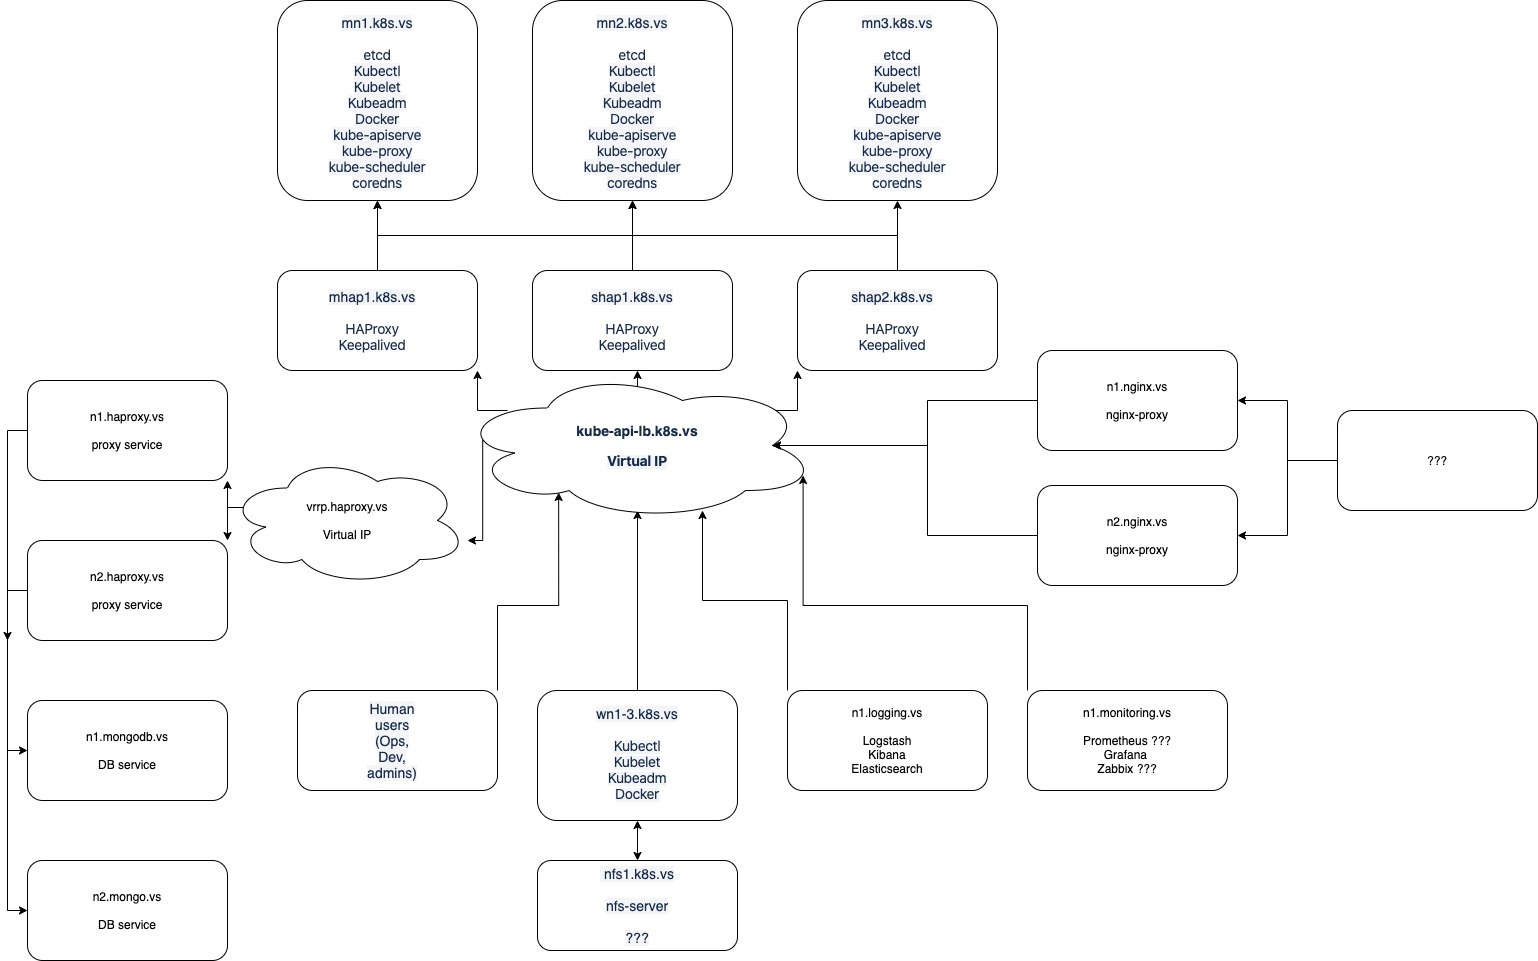 mn1.k8s.vs
etcd
Kubectl
Kubelet
Kubeadm
Docker
kube-apiserve
kube-proxy
kube-scheduler
coredns
mn2.k8s.vs
etcd
Kubectl
Kubelet
Kubeadm
Docker
kube-apiserve
kube-proxy
kube-scheduler
coredns
mn3.k8s.vs
etcd
Kubectl
Kubelet
Kubeadm
Docker
kube-apiserve
kube-proxy
kube-scheduler
coredns
mhap1.k8s.vs
HAProxy
Keepalived
shap1.k8s.vs
HAProxy
Keepalived
shap2.k8s.vs
HAProxy
Keepalived
n1.haproxy.vs
proxy service
vrrp.haproxy.vs
Virtual IP
n2.haproxy.vs
proxy service
kube-api-lb.k8s.vs
Virtual IP
n1.nginx.vs
nginx-proxy
n2.nginx.vs
nginx-proxy
???
n1.mongodb.vs
DB service
n2.mongo.vs
DB service
Human
users
(Ops,
Dev,
admins)
wn1-3.k8s.vs
Kubectl
Kubelet
Kubeadm
Docker
n1.logging.vs
Logstash
Kibana
Elasticsearch
n1.monitoring.vs
Prometheus ???
Grafana
Zabbix ???
nfs1.k8s.vs
nfs-server
???